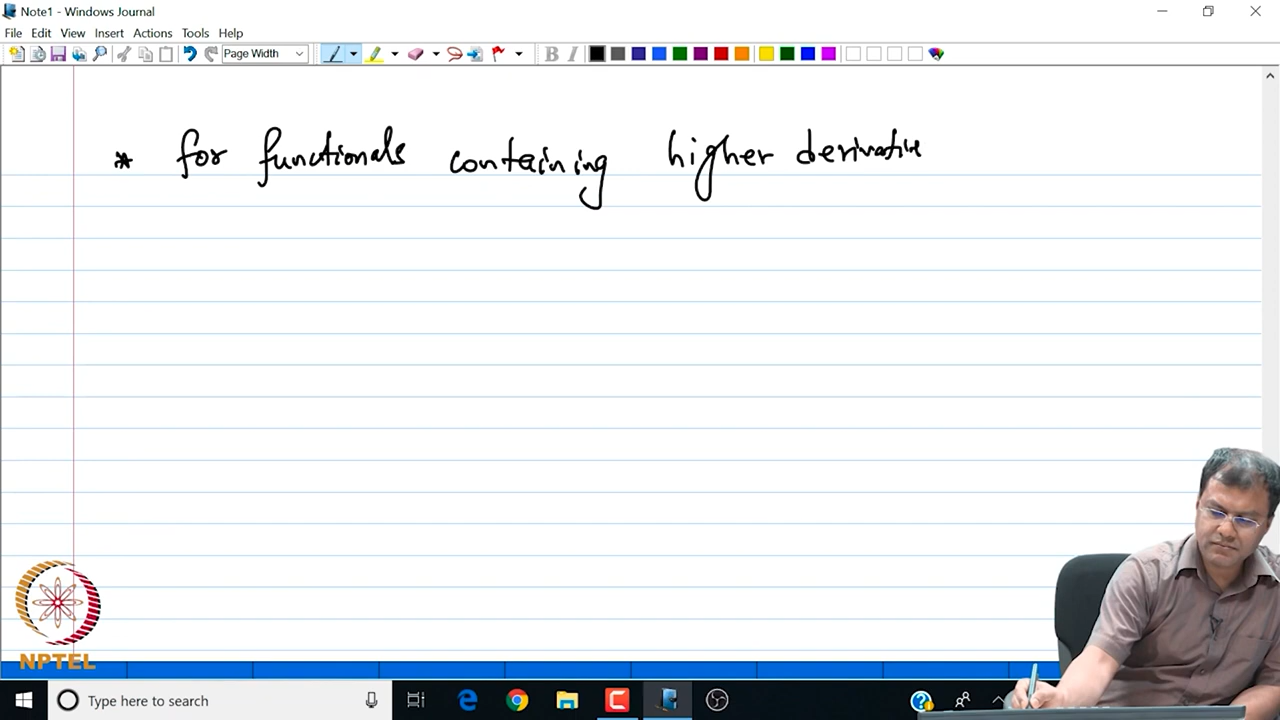 Note1 - Windows Journal
File Edit View Insert Actions Tools Help
Page Width B I
* for functionals containing higher derivative
NPTEL
Type here to search